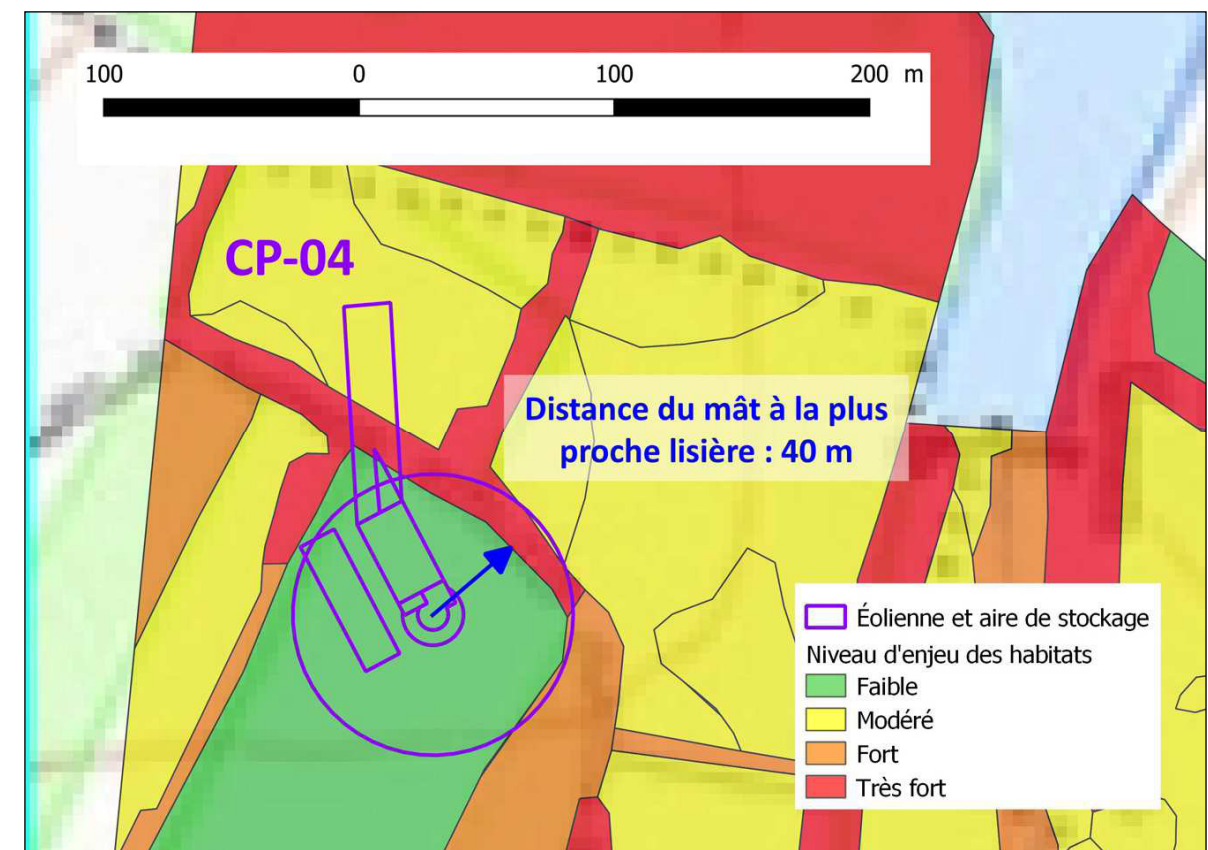 100 0 100 200 m
CP-04
Distance du mât à la plus
proche lisière : 40 m
Éolienne et aire de stockage
Niveau d'enjeu des habitats
Faible
Modéré
Fort
Très fort